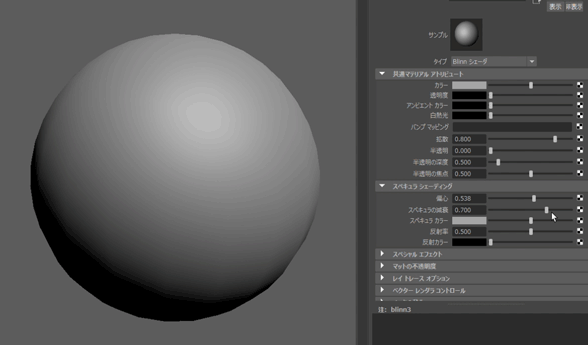 表示 非表示
サンプル
タイプ Blinn シェーダ
共通マテリアル アトリビュート
カラー
透明度
アンビエント カラー
白熱光
バンプ マッピング
拡散 0.800
半透明 0.000
半透明の深度 0.500
半透明の焦点 0.500
スペキュラ シェーディング
偏心 0.538
スペキュラの減衰 0.700
スペキュラ カラー
反射率 0.500
反射カラー
スペシャル エフェクト
マットの不透明度
レイ トレース オプション
ベクター レンダラ コントロール
注: blinn3